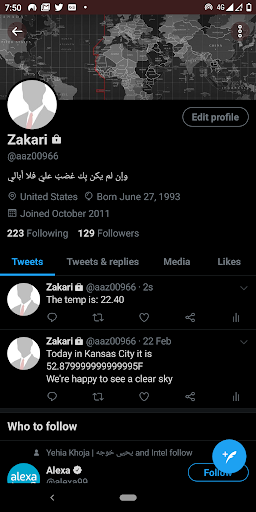 7:50
4G
Edit profile
Zakari
@aaz00966
وإن لم يكن بك غضبٌ عليّ فلا أبالي
United States Born June 27, 1993
Joined October 2011
223 Following 129 Followers
Tweets Tweets & replies Media Likes
Zakari @aaz00966 · 2s
The temp is: 22.40
Zakari @aaz00966 · 22 Feb
Today in Kansas City it is
52.879999999999995F
We're happy to see a clear sky
Who to follow
Yehia Khoja | يحيى خوجه and Intel follow
alexa
Alexa
@alexa99
Follow